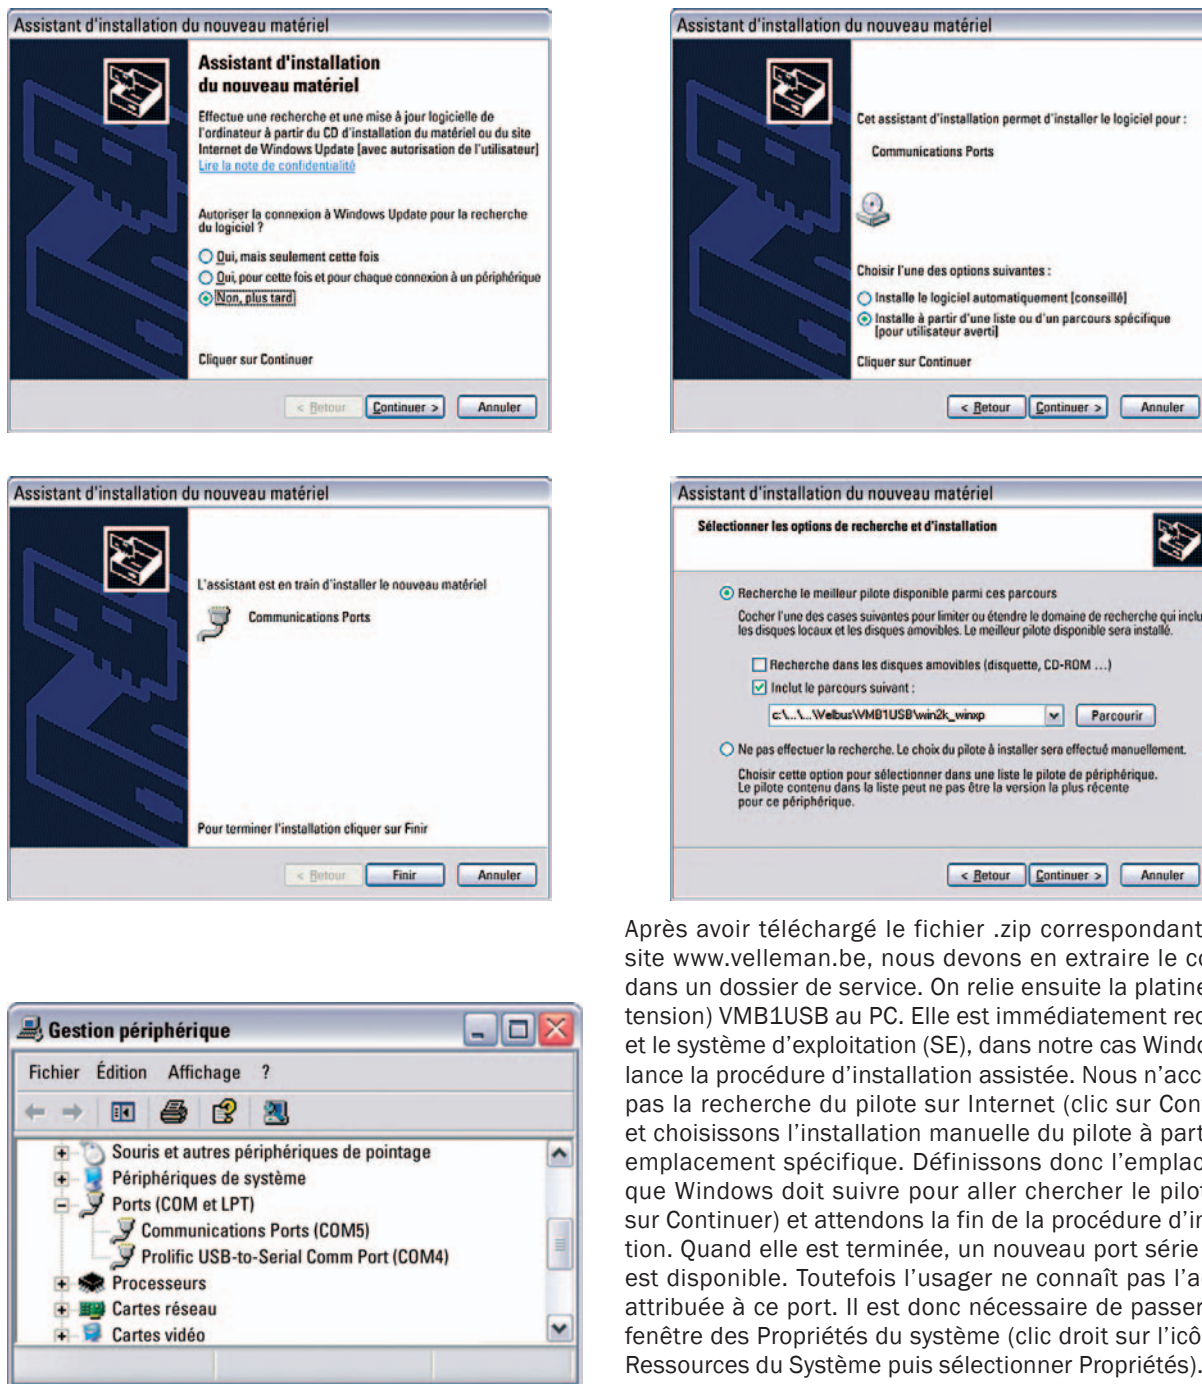 Assistant d'installation du nouveau matériel
Assistant d'installation
du nouveau matériel
Effectue une recherche et une mise à jour logicielle de
l'ordinateur à partir du CD d'installation du matériel ou du site
Internet de Windows Update [avec autorisation de l'utilisateur]
Lire la note de confidentialité
Autoriser la connexion à Windows Update pour la recherche
du logiciel ?
Oui, mais seulement cette fois
Oui, pour cette fois et pour chaque connexion à un périphérique
Non, plus tard
Cliquer sur Continuer
< Retour
Continuer >
Annuler
Assistant d'installation du nouveau matériel
Cet assistant d'installation permet d'installer le logiciel pour :
Communications Ports
Choisir l'une des options suivantes :
Installe le logiciel automatiquement [conseillé]
Installe à partir d'une liste ou d'un parcours spécifique
[pour utilisateur averti]
Cliquer sur Continuer
< Retour
Continuer >
Annuler
Assistant d'installation du nouveau matériel
L'assistant est en train d'installer le nouveau matériel
Communications Ports
Pour terminer l'installation cliquer sur Finir
< Retour
Finir
Annuler
Assistant d'installation du nouveau matériel
Sélectionner les options de recherche et d'installation
Recherche le meilleur pilote disponible parmi ces parcours
Cocher l'une des cases suivantes pour limiter ou étendre le domaine de recherche qui inclu
les disques locaux et les disques amovibles. Le meilleur pilote disponible sera installé.
Recherche dans les disques amovibles (disquette, CD-ROM ...)
Inclut le parcours suivant :
c:\...\...\Velbus\VMB1USB\win2k_winxp
Parcourir
Ne pas effectuer la recherche. Le choix du pilote à installer sera effectué manuellement.
Choisir cette option pour sélectionner dans une liste le pilote de périphérique.
Le pilote contenu dans la liste peut ne pas être la version la plus récente
pour ce périphérique.
< Retour
Continuer >
Annuler
Gestion périphérique
Fichier Édition Affichage ?
Souris et autres périphériques de pointage
Périphériques de système
Ports (COM et LPT)
Communications Ports (COM5)
Prolific USB-to-Serial Comm Port (COM4)
Processeurs
Cartes réseau
Cartes vidéo
Après avoir téléchargé le fichier .zip correspondant
site www.velleman.be, nous devons en extraire le co
dans un dossier de service. On relie ensuite la platine
tension) VMB1USB au PC. Elle est immédiatement rec
et le système d'exploitation (SE), dans notre cas Windo
lance la procédure d'installation assistée. Nous n'acc
pas la recherche du pilote sur Internet (clic sur Con
et choisissons l'installation manuelle du pilote à part
emplacement spécifique. Définissons donc l'emplac
que Windows doit suivre pour aller chercher le pilot
sur Continuer) et attendons la fin de la procédure d'in
tion. Quand elle est terminée, un nouveau port série
est disponible. Toutefois l'usager ne connaît pas l'a
attribuée à ce port. Il est donc nécessaire de passer
fenêtre des Propriétés du système (clic droit sur l'icô
Ressources du Système puis sélectionner Propriétés).